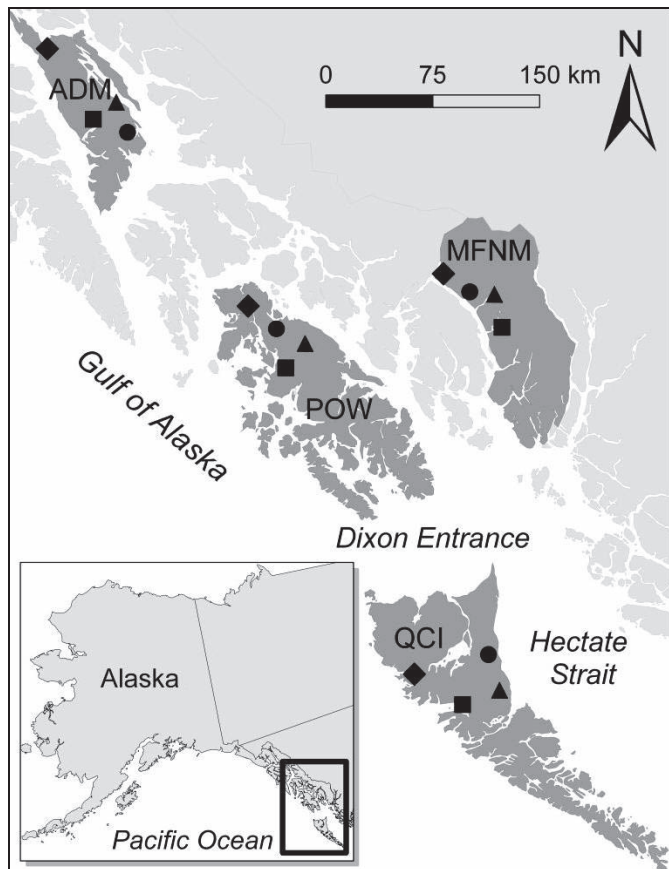 N
0 75 150 km
ADM
MFNM
Gulf of Alaska
POW
Dixon Entrance
QCI
Hectate
Strait
Alaska
Pacific Ocean